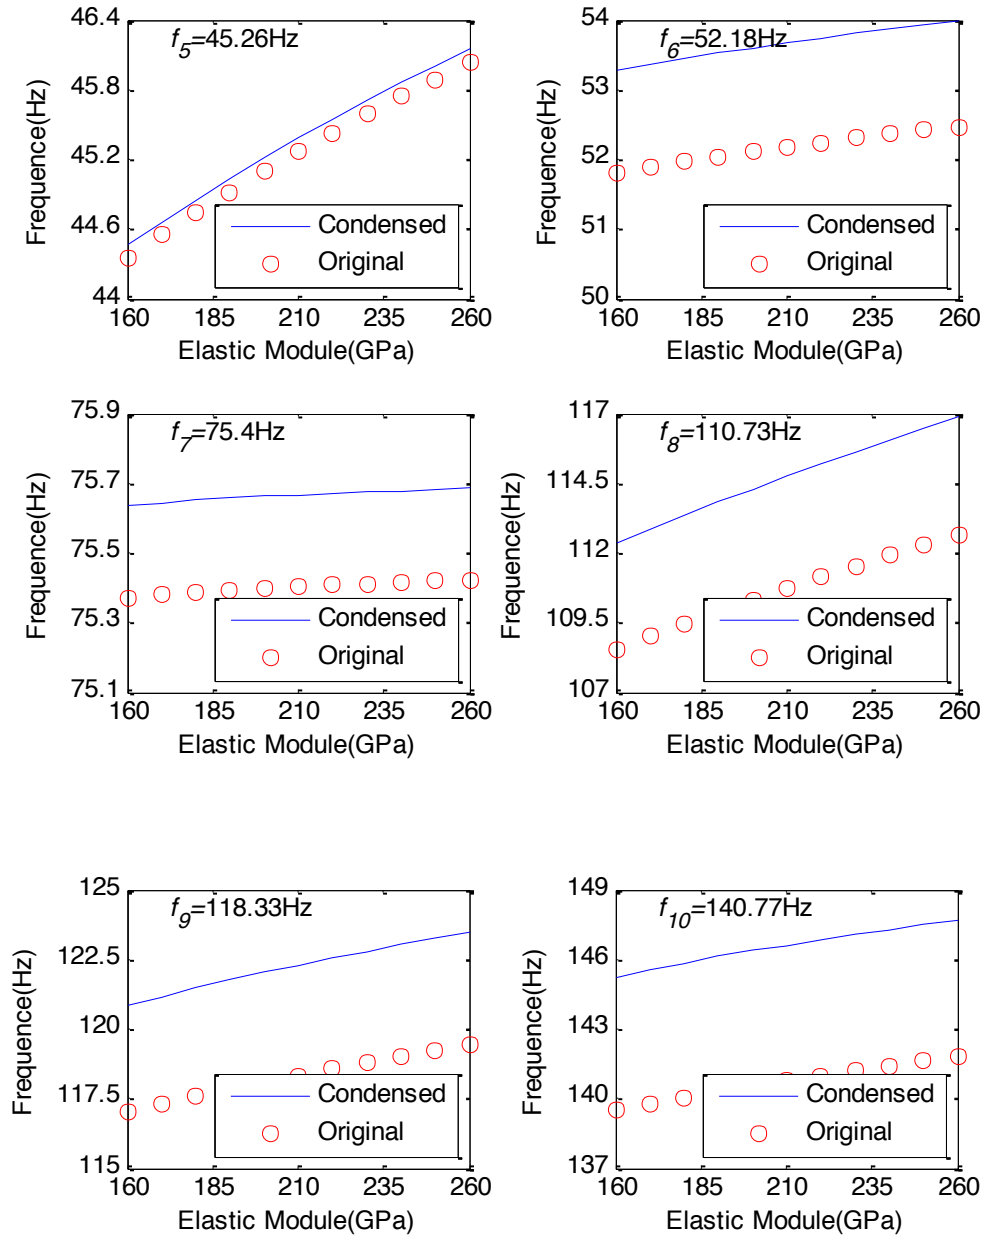 f5=45.26Hz
46.4
45.8
45.2
44.6
44
Frequence(Hz)
Condensed
Original
160 185 210 235 260
Elastic Module(GPa)
f6=52.18Hz
54
53
52
51
50
Frequence(Hz)
Condensed
Original
160 185 210 235 260
Elastic Module(GPa)
f7=75.4Hz
75.9
75.7
75.5
75.3
75.1
Frequence(Hz)
Condensed
Original
160 185 210 235 260
Elastic Module(GPa)
f8=110.73Hz
117
114.5
112
109.5
107
Frequence(Hz)
Condensed
Original
160 185 210 235 260
Elastic Module(GPa)
f9=118.33Hz
125
122.5
120
117.5
115
Frequence(Hz)
Condensed
Original
160 185 210 235 260
Elastic Module(GPa)
f10=140.77Hz
149
146
143
140
137
Frequence(Hz)
Condensed
Original
160 185 210 235 260
Elastic Module(GPa)